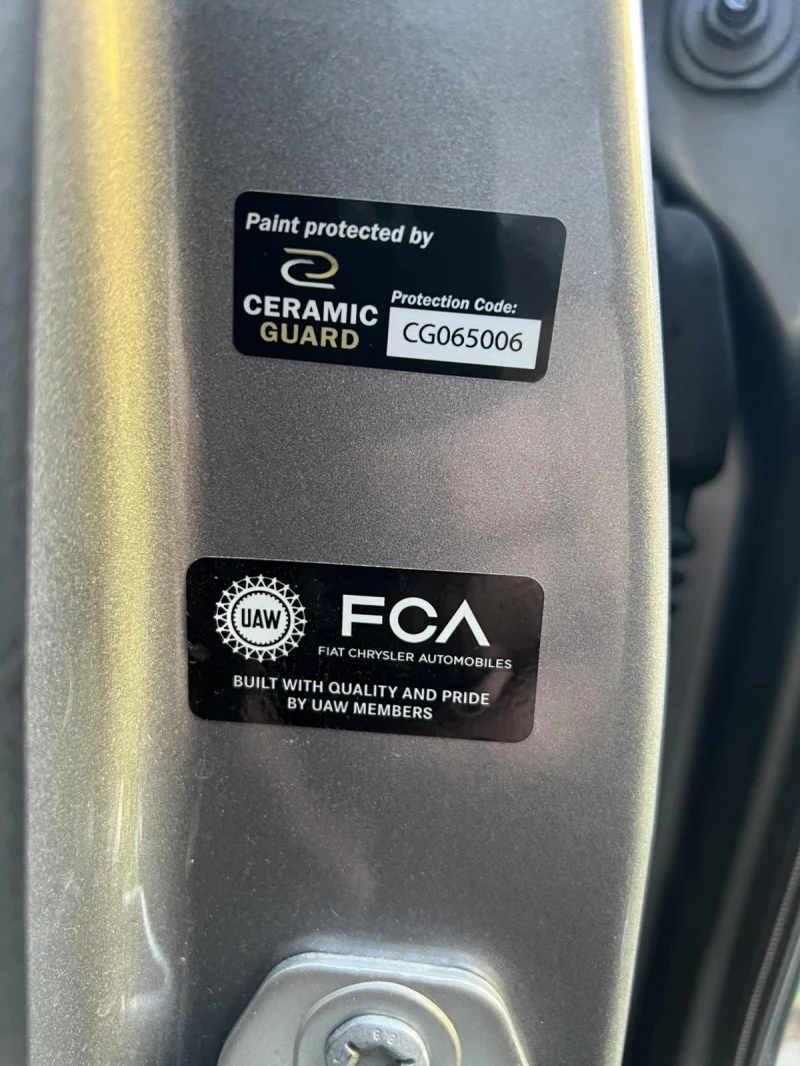 Paint protected by
CERAMIC
GUARD
Protection Code:
CG065006
UAW
FCA
FIAT CHRYSLER AUTOMOBILES
BUILT WITH QUALITY AND PRIDE
BY UAW MEMBERS